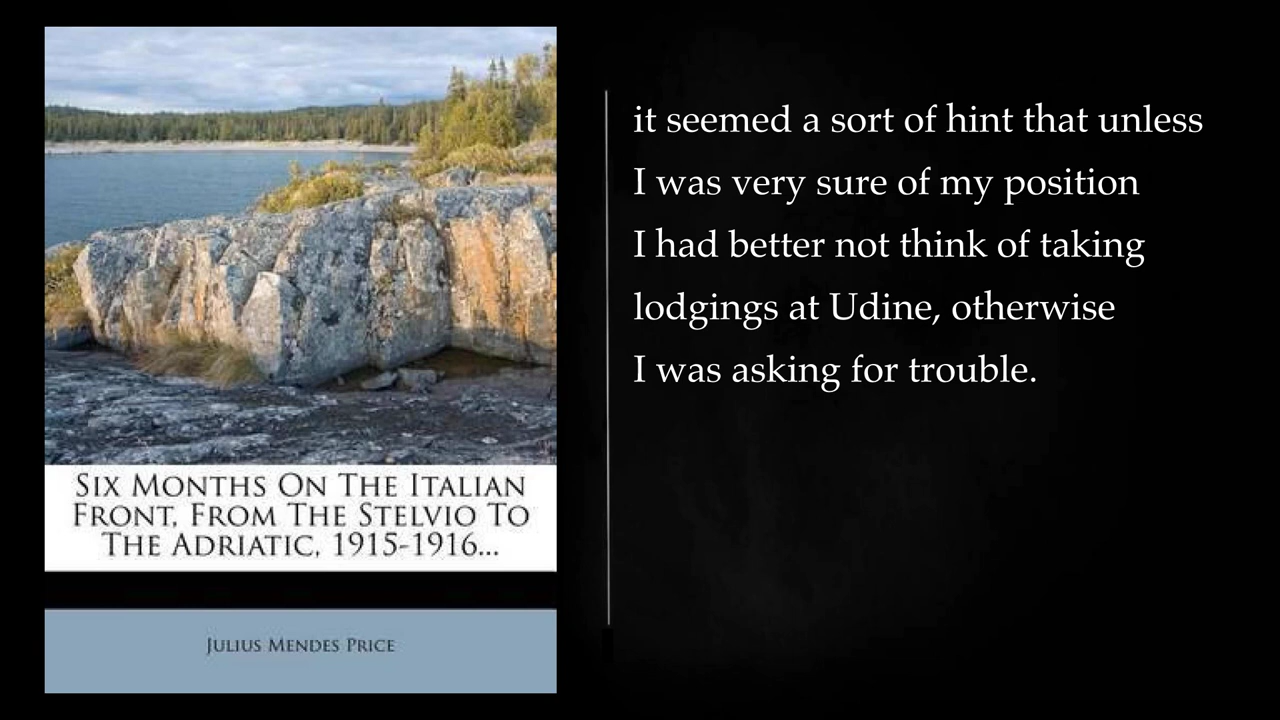 Six Months On The Italian
Front, From The Stelvio To
The Adriatic, 1915-1916...
Julius Mendes Price
it seemed a sort of hint that unless
I was very sure of my position
I had better not think of taking
lodgings at Udine, otherwise
I was asking for trouble.